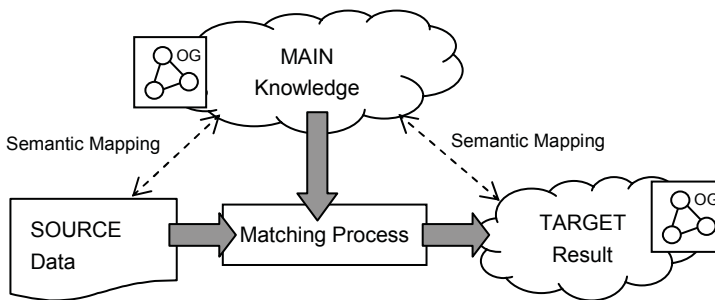 OG
MAIN
Knowledge
Semantic Mapping
Semantic Mapping
SOURCE
Data
Matching Process
TARGET
Result
OG